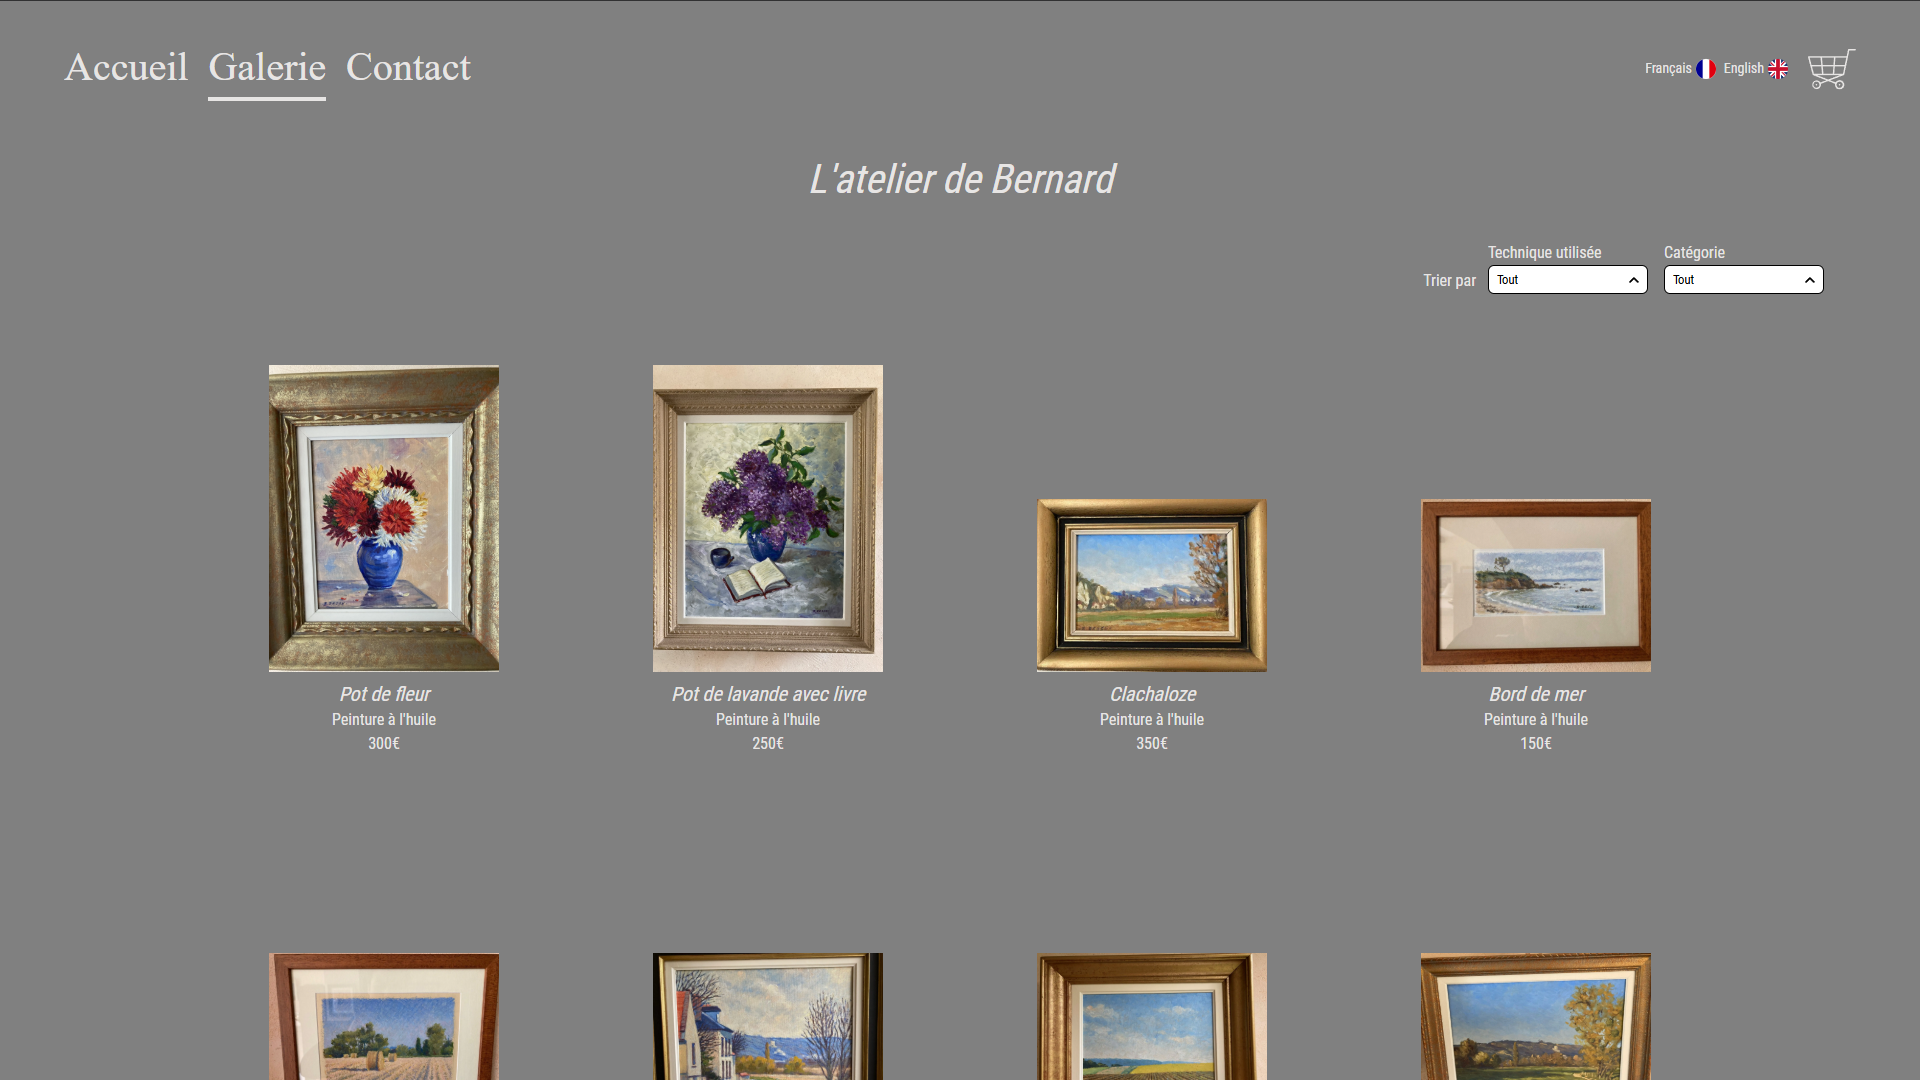 Accueil Galerie Contact
Français English
L'atelier de Bernard
Technique utilisée Catégorie
Trier par Tout Tout
Pot de fleur
Peinture à l'huile
300€
Pot de lavande avec livre
Peinture à l'huile
250€
Clachaloze
Peinture à l'huile
350€
Bord de mer
Peinture à l'huile
150€